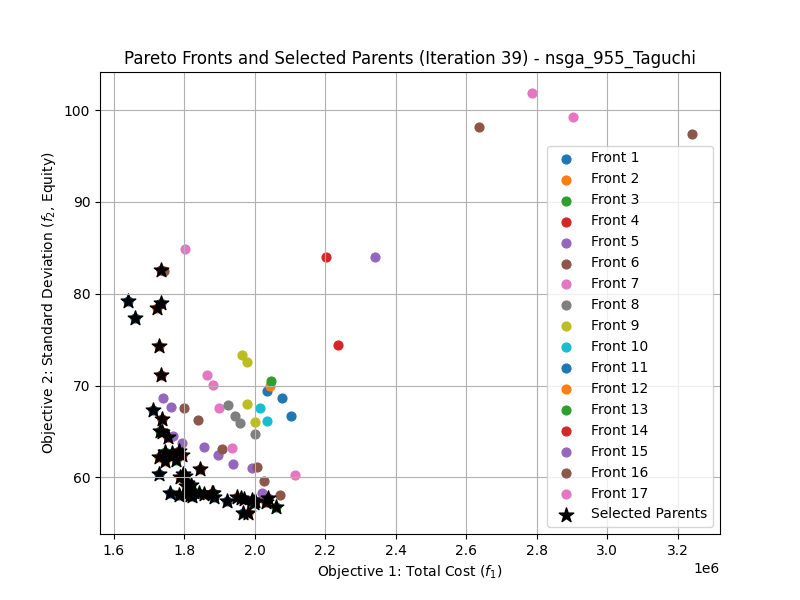 Pareto Fronts and Selected Parents (Iteration 39) - nsga_955_Taguchi
Objective 2: Standard Deviation (f₂, Equity)
100
90
80
70
60
Front 1
Front 2
Front 3
Front 4
Front 5
Front 6
Front 7
Front 8
Front 9
Front 10
Front 11
Front 12
Front 13
Front 14
Front 15
Front 16
Front 17
Selected Parents
1.6 1.8 2.0 2.2 2.4 2.6 2.8 3.0 3.2
1e6
Objective 1: Total Cost (f₁)